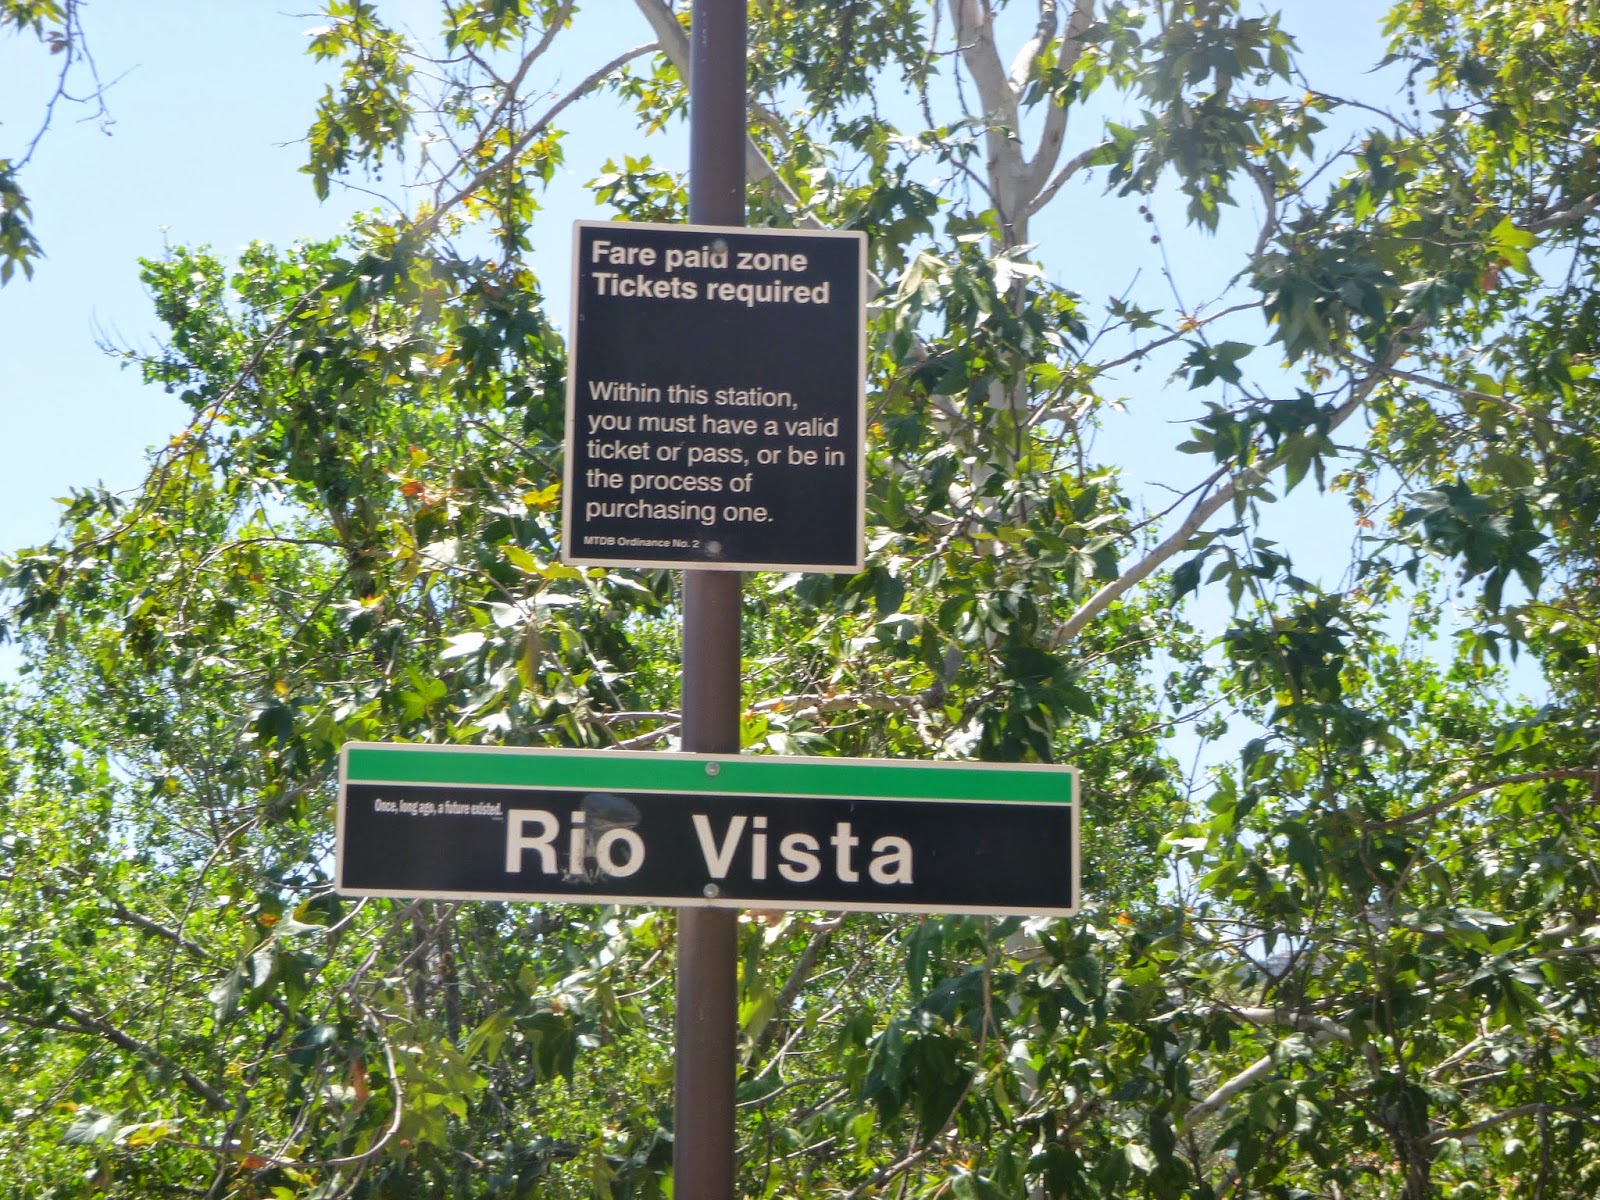 Fare paid zone
Tickets required
Within this station,
you must have a valid
ticket or pass, or be in
the process of
purchasing one.
MTDB Ordinance No. 2
Once, long ago, a future existed.
Rio Vista